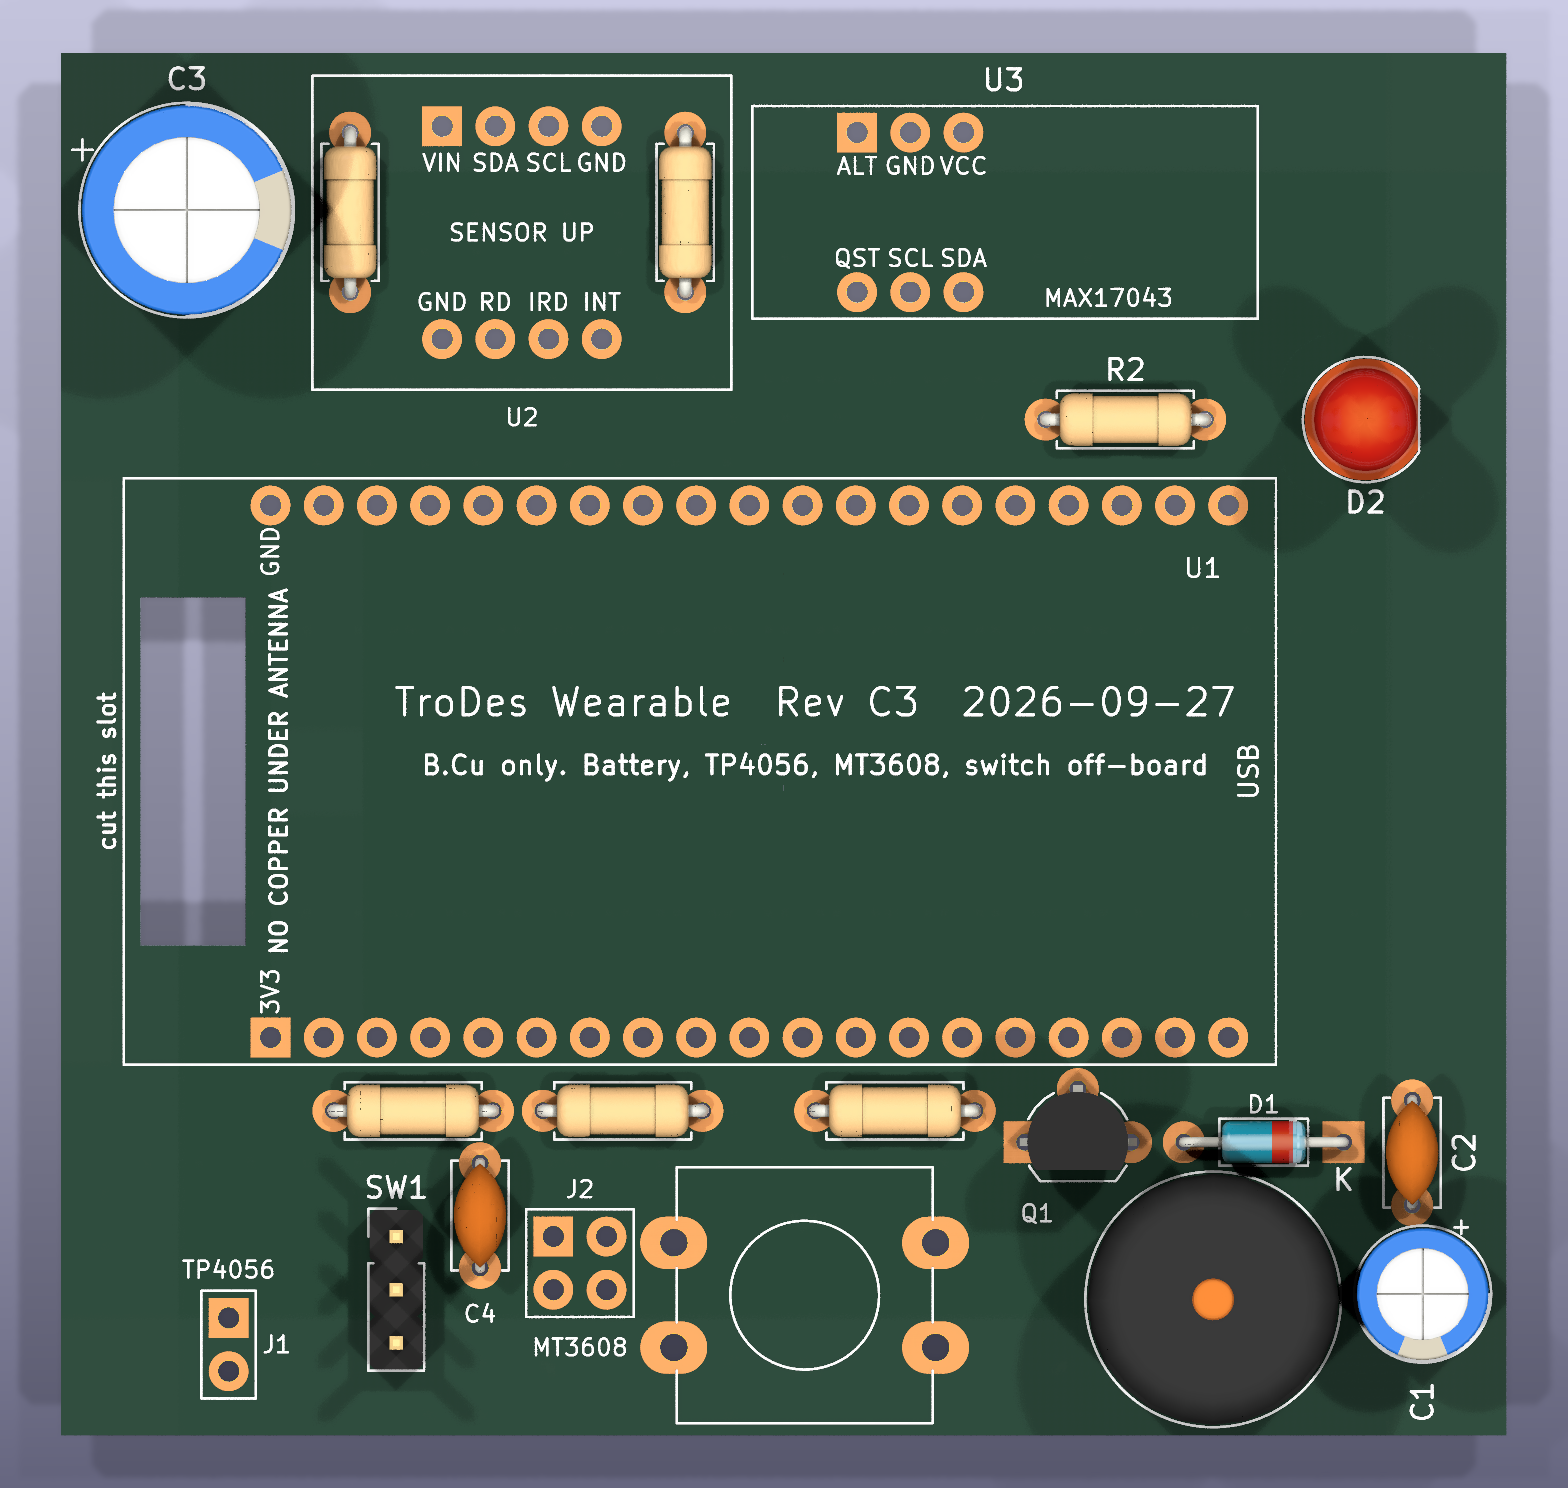 C3
+
U3
VIN SDA SCL GND
ALT GND VCC
SENSOR UP
QST SCL SDA
MAX17043
GND RD IRD INT
U2
R2
D2
GND
U1
NO COPPER UNDER ANTENNA
cut this slot
TroDes Wearable Rev C3 2026-09-27
B.Cu only. Battery, TP4056, MT3608, switch off-board
USB
3V3
D1
K
C2
Q1
SW1
J2
+
TP4056
J1
C4
MT3608
C1